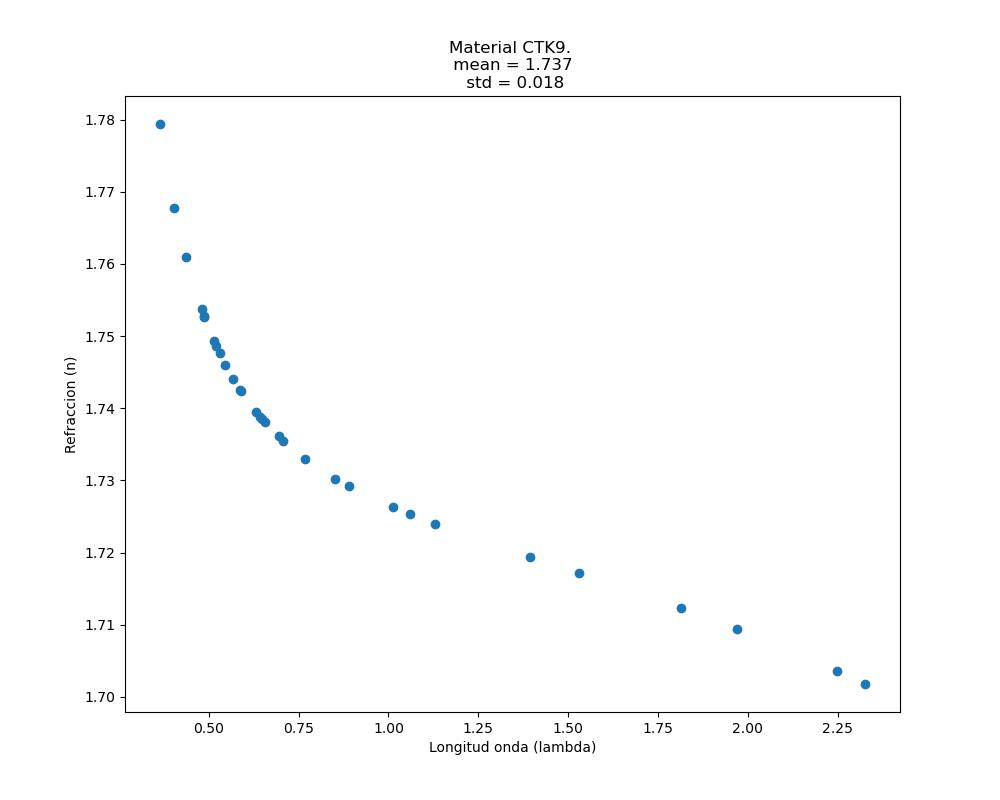 Material CTK9.
mean = 1.737
std = 0.018
1.78
1.77
1.76
1.75
1.74
1.73
1.72
1.71
1.70
Refraccion (n)
0.50 0.75 1.00 1.25 1.50 1.75 2.00 2.25
Longitud onda (lambda)